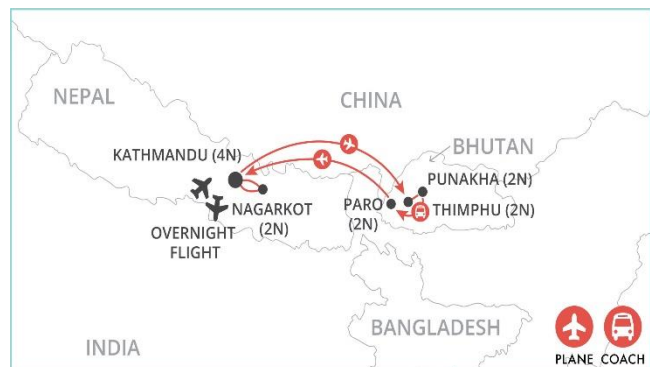 NEPAL
CHINA
BHUTAN
KATHMANDU (4N)
PUNAKHA (2N)
NAGARKOT
(2N)
PARO
(2N)
THIMPHU (2N)
OVERNIGHT
FLIGHT
BANGLADESH
INDIA
PLANE COACH